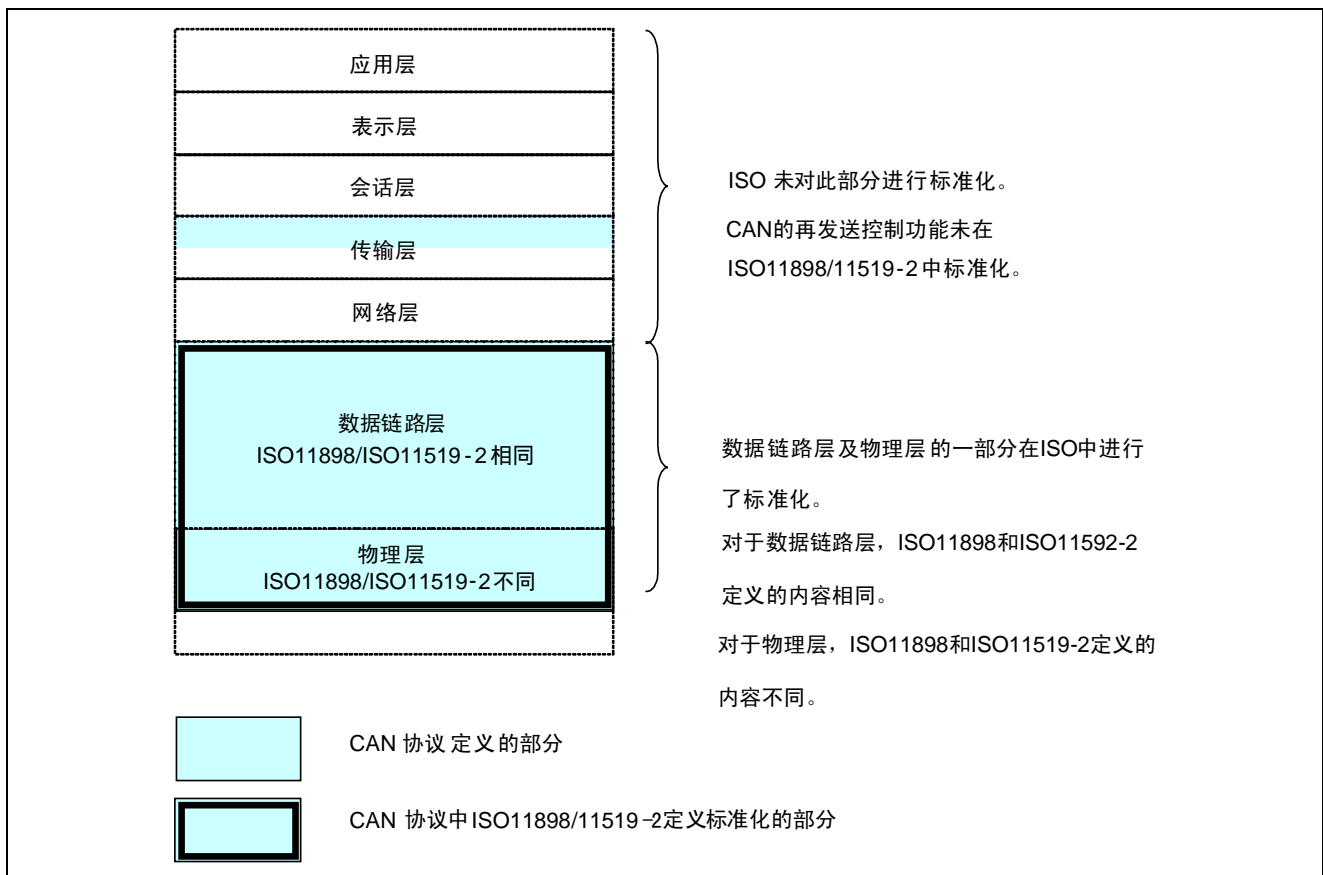 应用层
表示层
会话层
传输层
网络层
数据链路层
ISO11898/ISO11519-2相同
物理层
ISO11898/ISO11519-2不同
ISO 未对此部分进行标准化。
CAN的再发送控制功能未在
ISO11898/11519-2中标准化。
数据链路层及物理层的一部分在ISO中进行
了标准化。
对于数据链路层，ISO11898和ISO11592-2
定义的内容相同。
对于物理层，ISO11898和ISO11519-2定义的
内容不同。
CAN 协议定义的部分
CAN 协议中ISO11898/11519-2定义标准化的部分